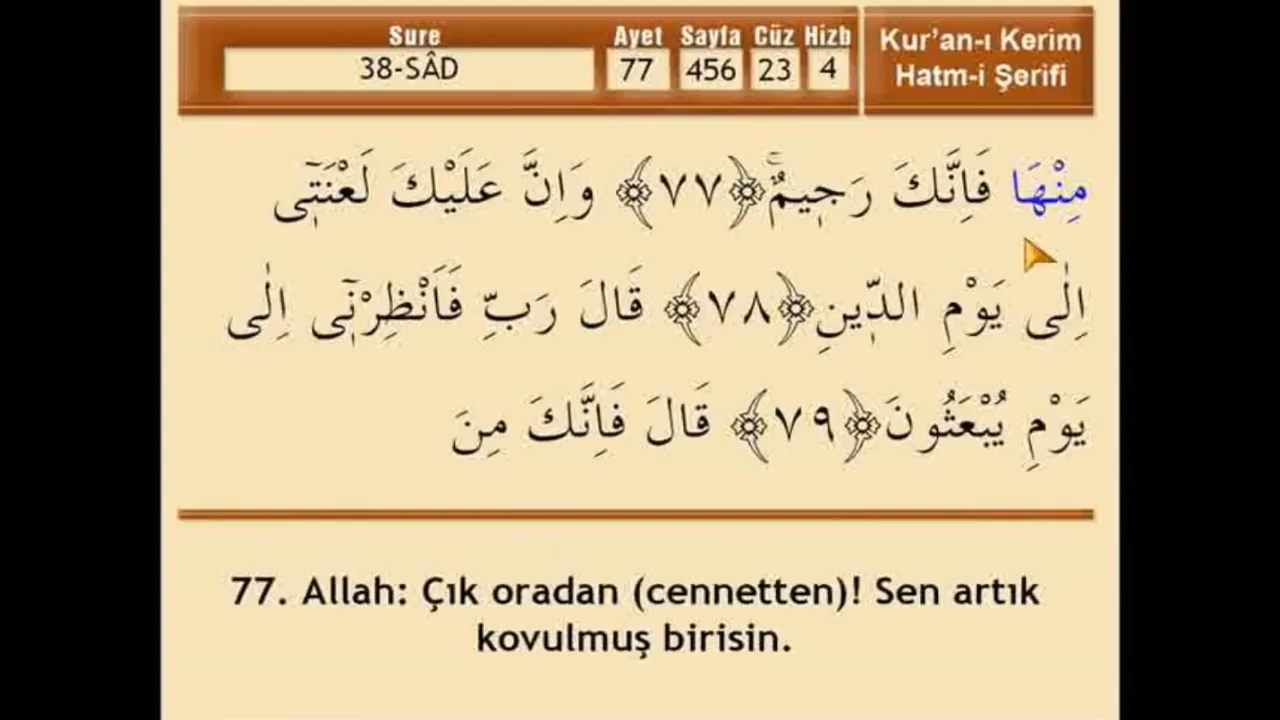 Sure Ayet Sayfa Cüz Hizb
38-SÂD 77 456 23 4
Kur'an-ı Kerim
Hatm-i Şerifi
مِنْهَا فَاِنَّكَ رَج۪يمٌۚ ﴿٧٧﴾ وَاِنَّ عَلَيْكَ لَعْنَت۪ٓى
اِلٰى يَوْمِ الدّ۪ينِ ﴿٧٨﴾ قَالَ رَبِّ فَاَنْظِرْن۪ٓى اِلٰى
يَوْمِ يُبْعَثُونَ ﴿٧٩﴾ قَالَ فَاِنَّكَ مِنَ
77. Allah: Çık oradan (cennetten)! Sen artık
kovulmuş birisin.